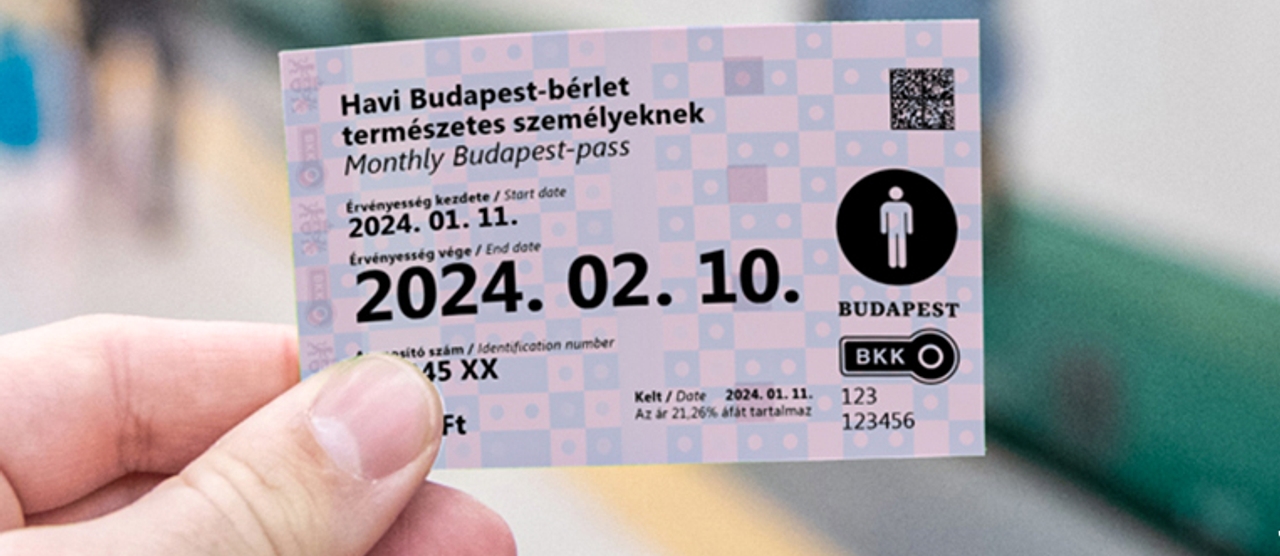 Havi Budapest-bérlet
természetes személyeknek
Monthly Budapest-pass
Érvényesség kezdete / Start date
2024. 01. 11.
Érvényesség vége / End date
2024. 02. 10.
szám / Identification number
45 XX
Ft
Kelt / Date 2024. 01. 11.
Az ár 21,26% áfát tartalmaz
BUDAPEST
BKK
123
123456